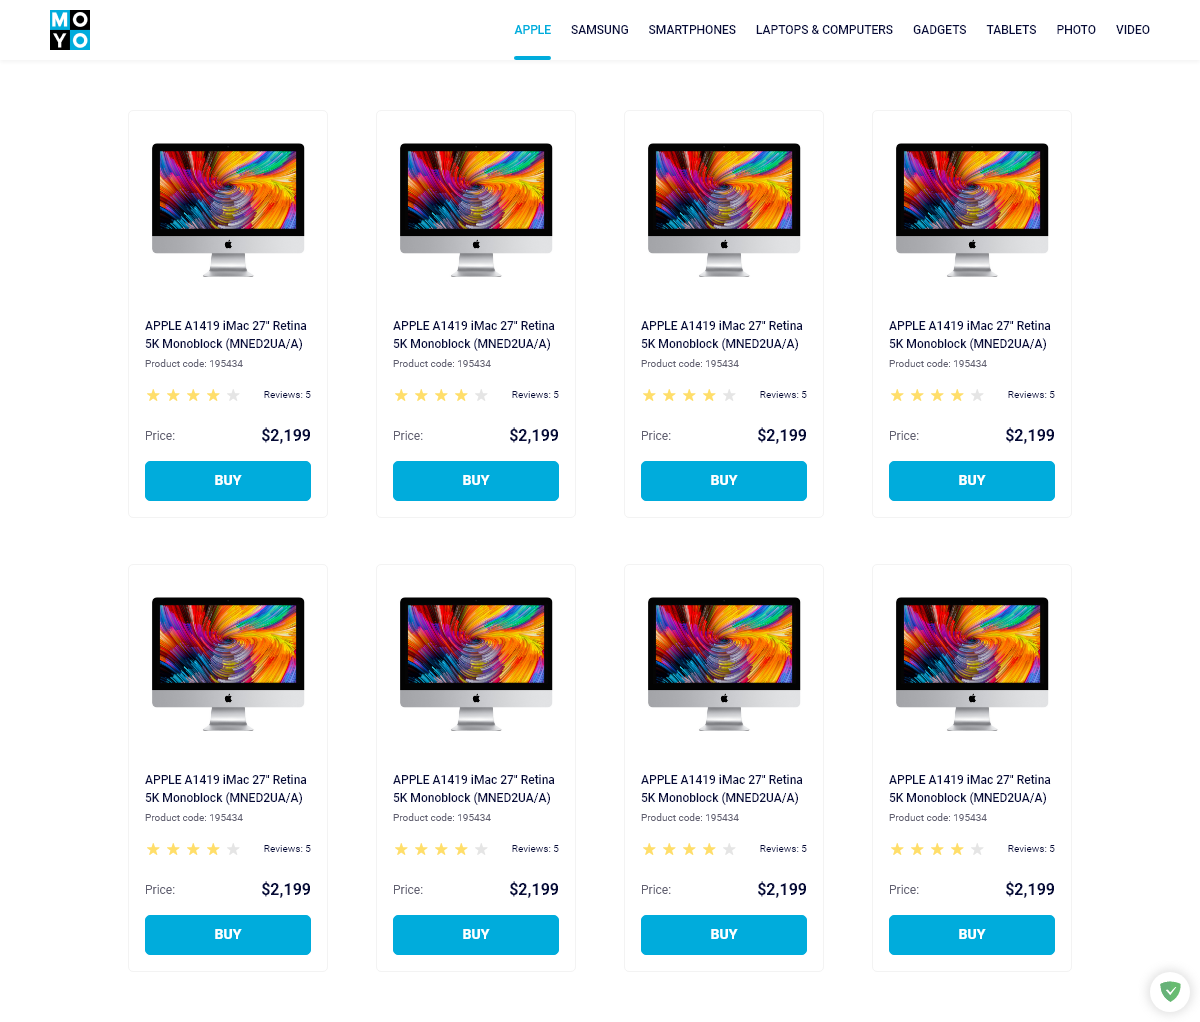 MO
YO
APPLE SAMSUNG SMARTPHONES LAPTOPS & COMPUTERS GADGETS TABLETS PHOTO VIDEO
APPLE A1419 iMac 27" Retina
5K Monoblock (MNED2UA/A)
Product code: 195434
Reviews: 5
Price: $2,199
BUY
APPLE A1419 iMac 27" Retina
5K Monoblock (MNED2UA/A)
Product code: 195434
Reviews: 5
Price: $2,199
BUY
APPLE A1419 iMac 27" Retina
5K Monoblock (MNED2UA/A)
Product code: 195434
Reviews: 5
Price: $2,199
BUY
APPLE A1419 iMac 27" Retina
5K Monoblock (MNED2UA/A)
Product code: 195434
Reviews: 5
Price: $2,199
BUY
APPLE A1419 iMac 27" Retina
5K Monoblock (MNED2UA/A)
Product code: 195434
Reviews: 5
Price: $2,199
BUY
APPLE A1419 iMac 27" Retina
5K Monoblock (MNED2UA/A)
Product code: 195434
Reviews: 5
Price: $2,199
BUY
APPLE A1419 iMac 27" Retina
5K Monoblock (MNED2UA/A)
Product code: 195434
Reviews: 5
Price: $2,199
BUY
APPLE A1419 iMac 27" Retina
5K Monoblock (MNED2UA/A)
Product code: 195434
Reviews: 5
Price: $2,199
BUY